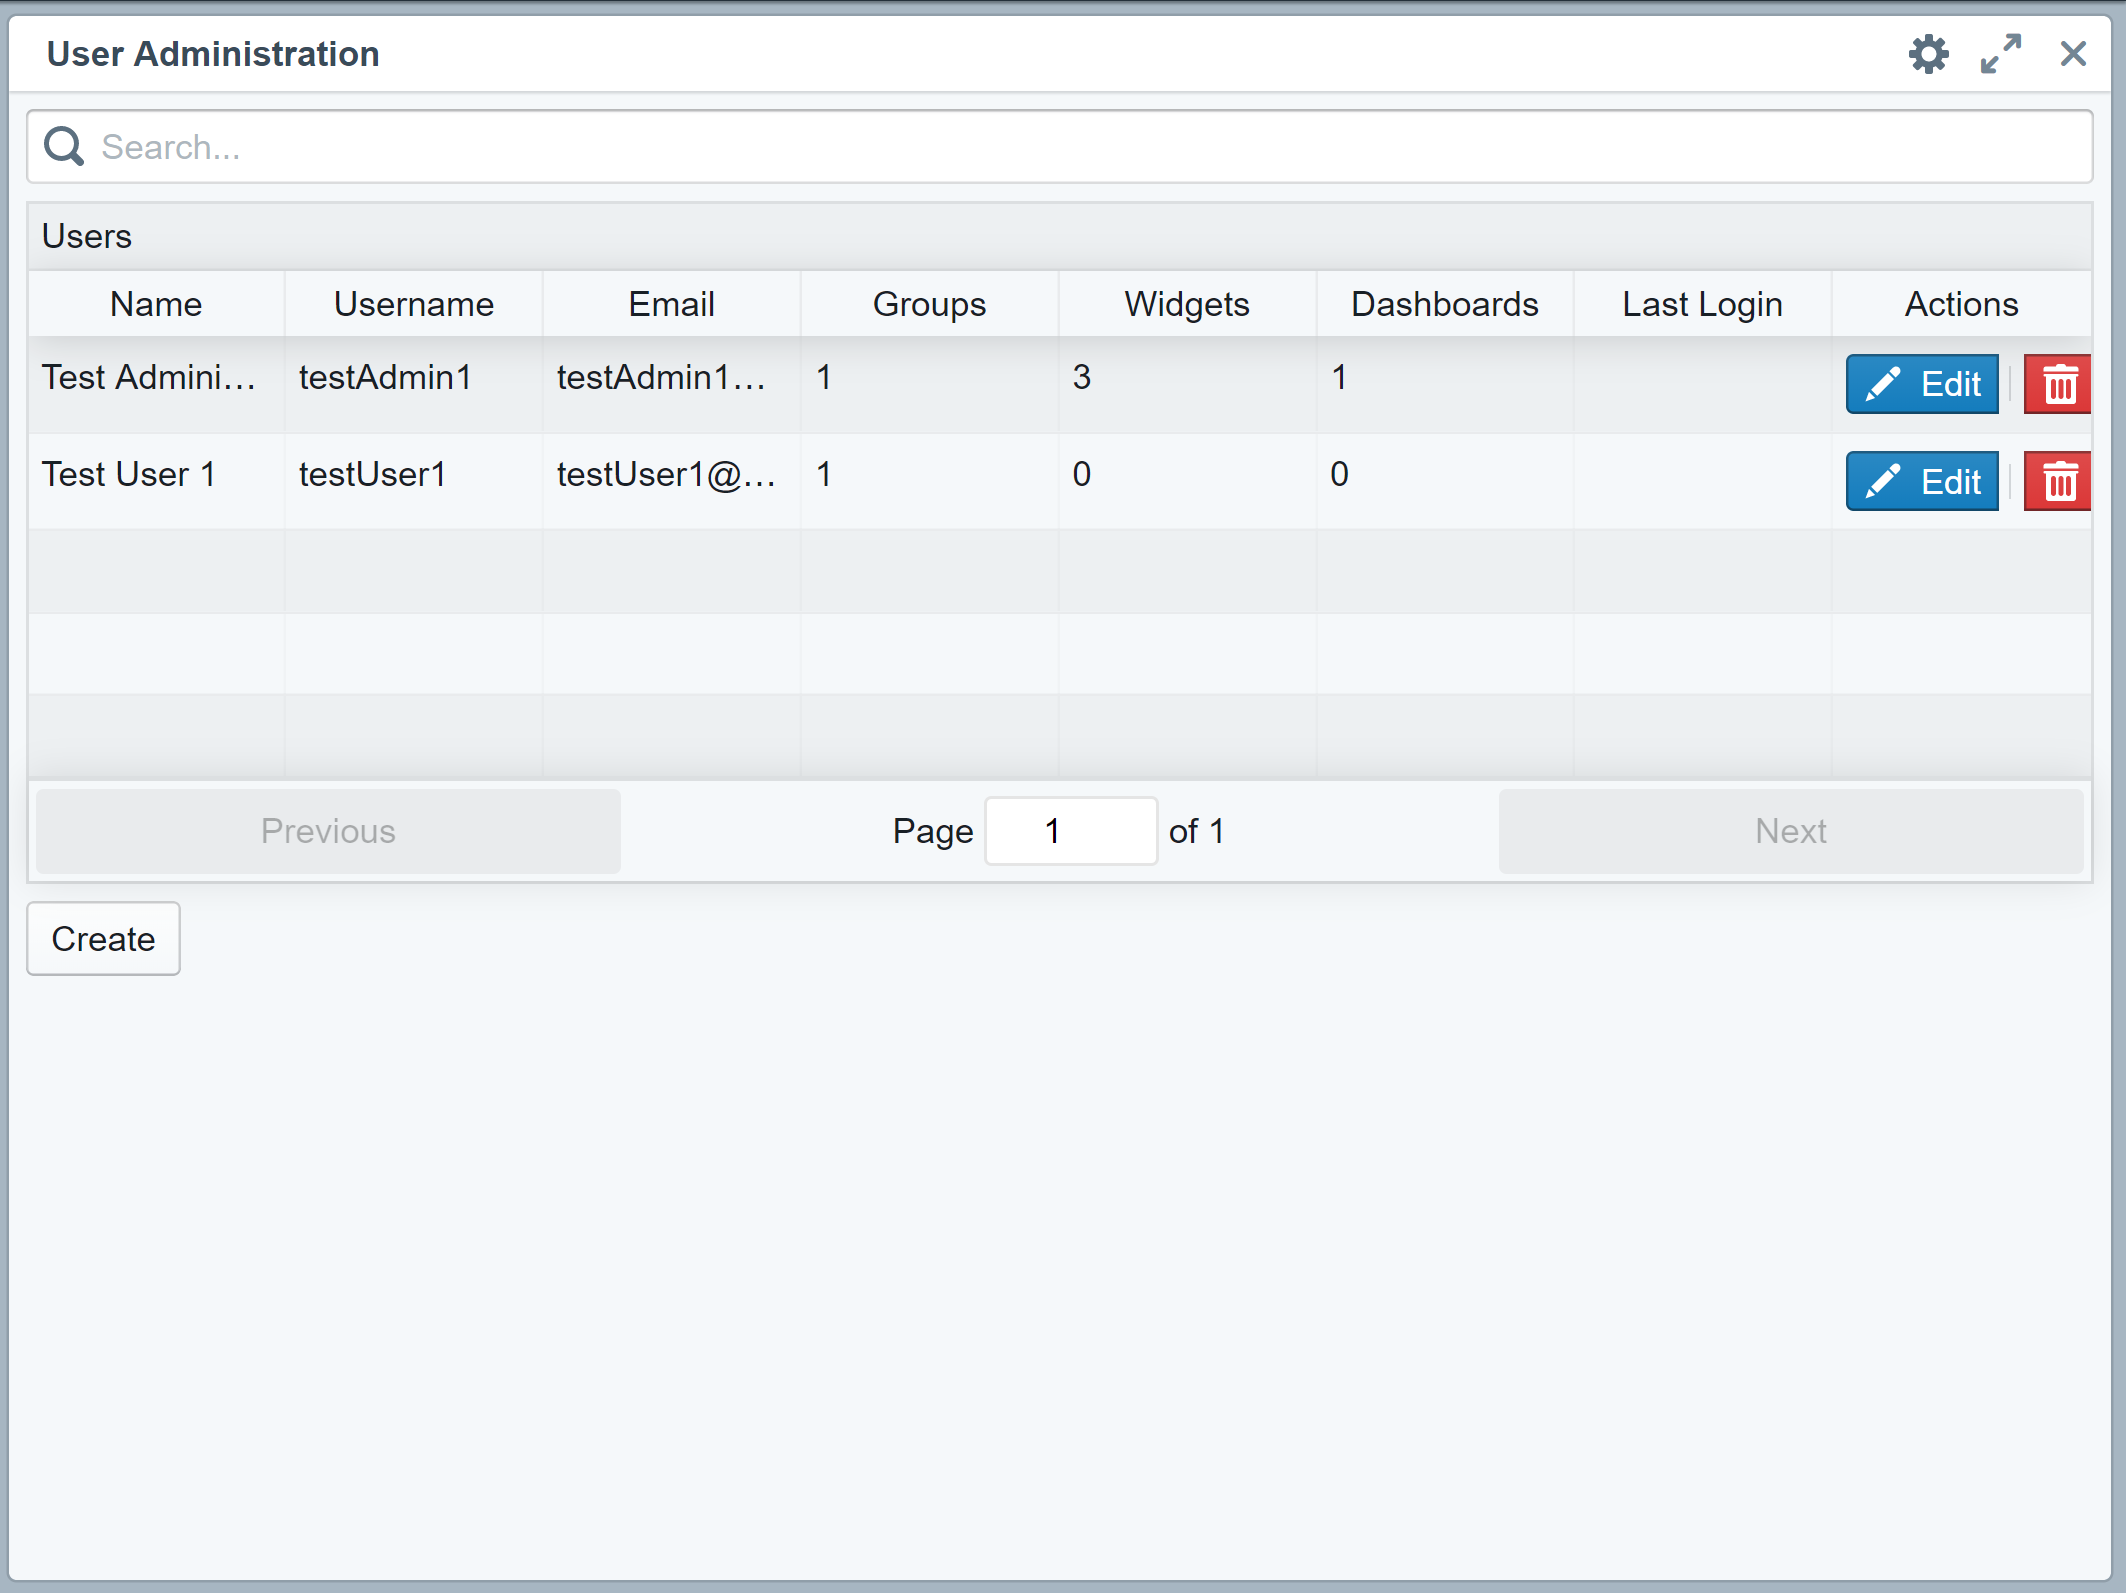 User Administration
Search...
Users
Name Username Email Groups Widgets Dashboards Last Login Actions
Test Admini... testAdmin1 testAdmin1... 1 3 1 Edit
Test User 1 testUser1 testUser1@... 1 0 0 Edit
Previous Page 1 of 1 Next
Create